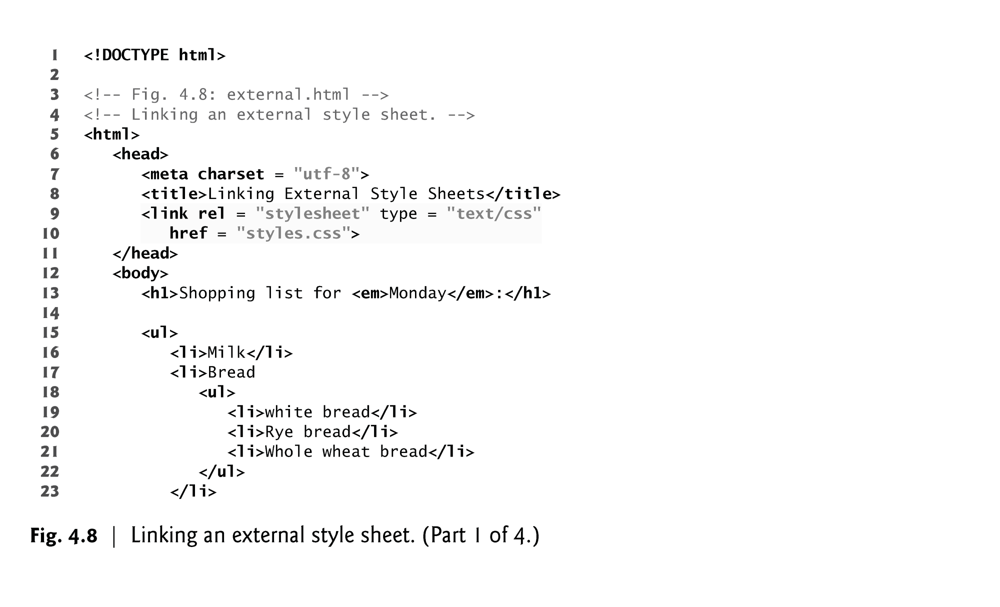 1 <!DOCTYPE html>
2
3 <!-- Fig. 4.8: external.html -->
4 <!-- Linking an external style sheet. -->
5 <html>
6 <head>
7 <meta charset = "utf-8">
8 <title>Linking External Style Sheets</title>
9 <link rel = "stylesheet" type = "text/css"
10 href = "styles.css">
11 </head>
12 <body>
13 <h1>Shopping list for <em>Monday</em>:</h1>
14
15 <ul>
16 <li>Milk</li>
17 <li>Bread
18 <ul>
19 <li>white bread</li>
20 <li>Rye bread</li>
21 <li>Whole wheat bread</li>
22 </ul>
23 </li>
Fig. 4.8 | Linking an external style sheet. (Part 1 of 4.)